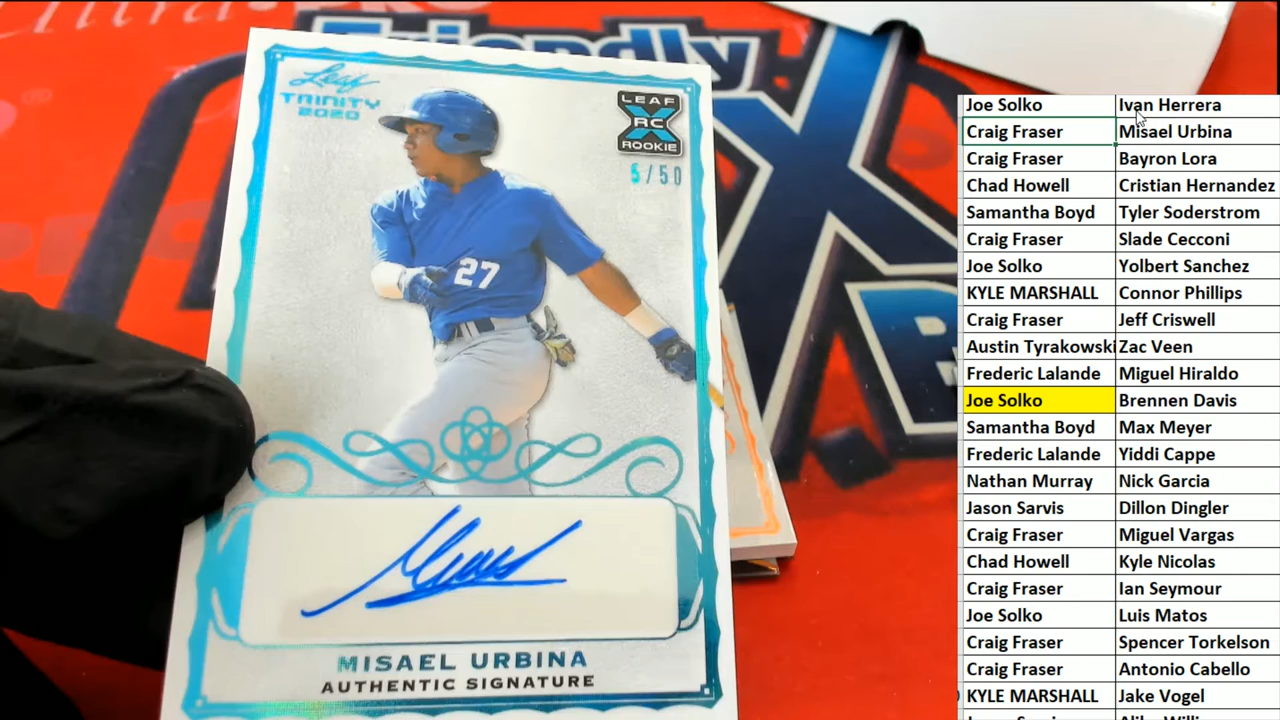 Friendly
Leaf
TRINITY
2020
LEAF
RC
ROOKIE
5/50
27
MISAEL URBINA
AUTHENTIC SIGNATURE
Joe Solko Ivan Herrera
Craig Fraser Misael Urbina
Craig Fraser Bayron Lora
Chad Howell Cristian Hernandez
Samantha Boyd Tyler Soderstrom
Craig Fraser Slade Cecconi
Joe Solko Yolbert Sanchez
KYLE MARSHALL Connor Phillips
Craig Fraser Jeff Criswell
Austin Tyrakowski Zac Veen
Frederic Lalande Miguel Hiraldo
Joe Solko Brennen Davis
Samantha Boyd Max Meyer
Frederic Lalande Yiddi Cappe
Nathan Murray Nick Garcia
Jason Sarvis Dillon Dingler
Craig Fraser Miguel Vargas
Chad Howell Kyle Nicolas
Craig Fraser Ian Seymour
Joe Solko Luis Matos
Craig Fraser Spencer Torkelson
Craig Fraser Antonio Cabello
KYLE MARSHALL Jake Vogel